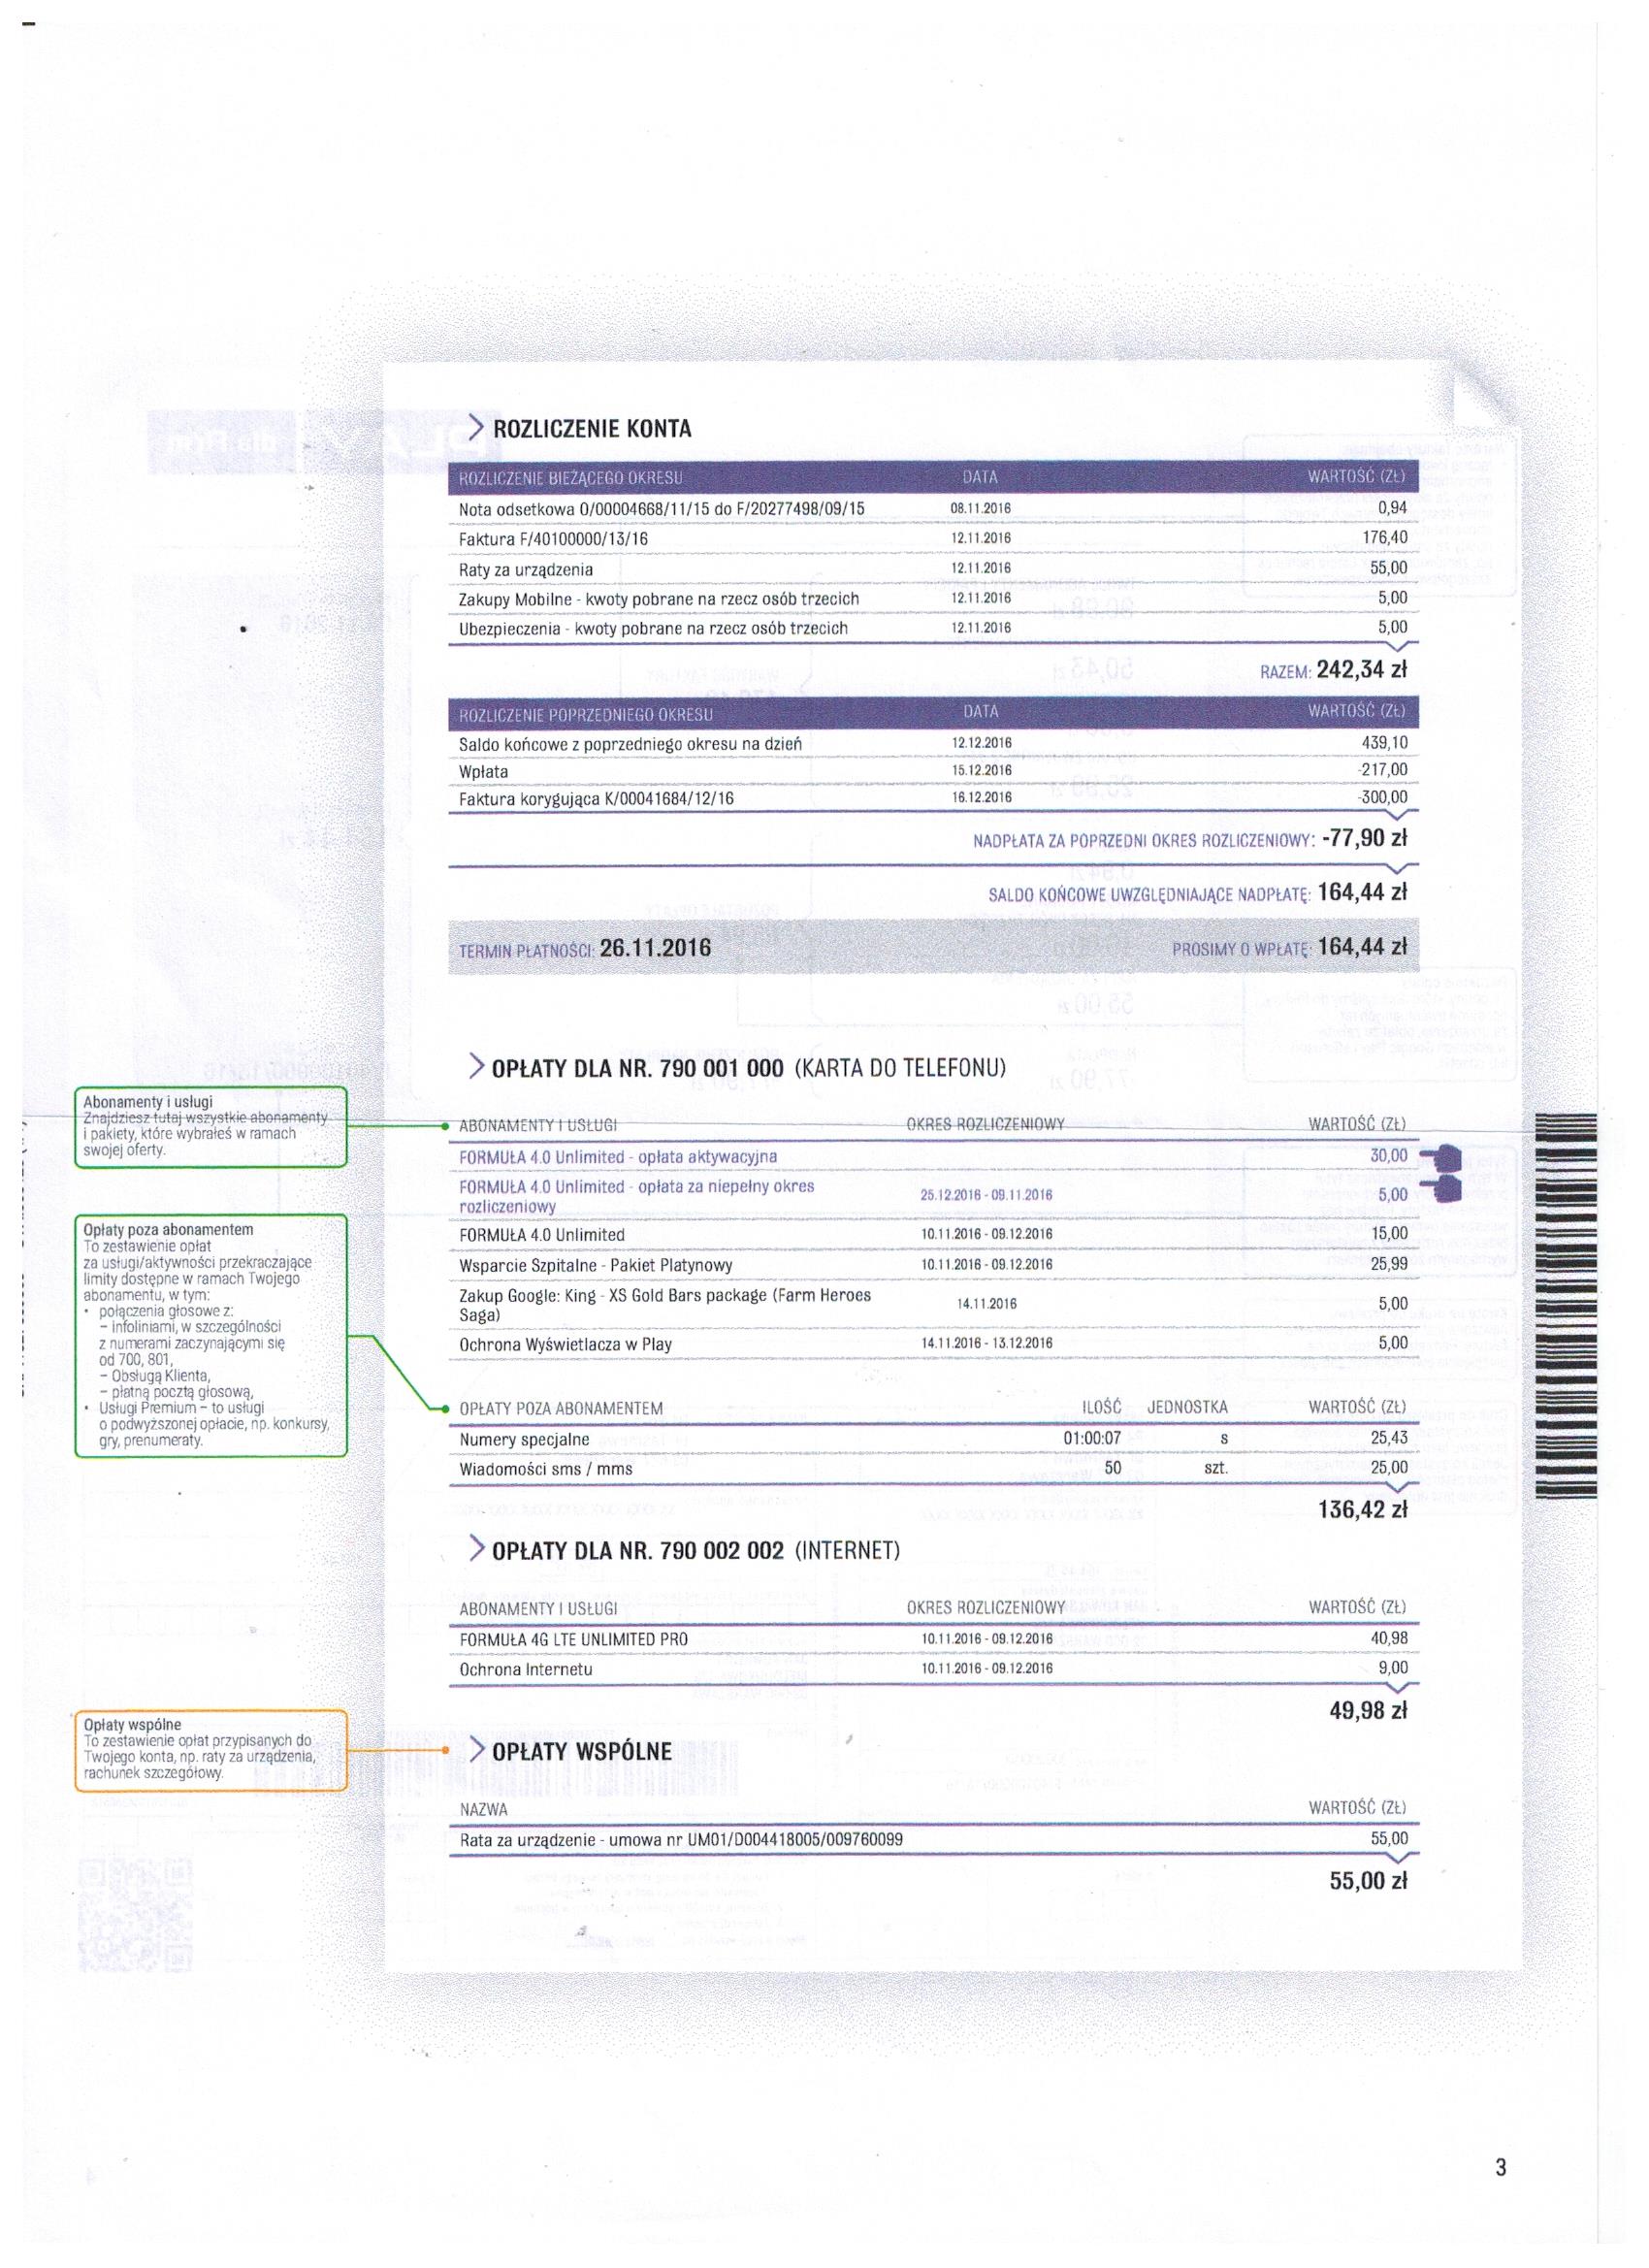 ROZLICZENIE KONTA
ROZLICZENIE BIEŻĄCEGO OKRESU DATA WARTOŚĆ (ZŁ)
Nota odsetkowa O/00004668/11/15 do F/20277498/09/15 08.11.2016 0,94
Faktura F/40100000/13/16 12.11.2016 176,40
Raty za urządzenia 12.11.2016 55,00
Zakupy Mobilne - kwoty pobrane na rzecz osób trzecich 12.11.2016 5,00
Ubezpieczenia - kwoty pobrane na rzecz osób trzecich 12.11.2016 5,00
RAZEM: 242,34 zł
ROZLICZENIE POPRZEDNIEGO OKRESU DATA WARTOŚĆ (ZŁ)
Saldo końcowe z poprzedniego okresu na dzień 12.12.2016 439,10
Wpłata 15.12.2016 -217,00
Faktura korygująca K/00041684/12/16 16.12.2016 -300,00
NADPŁATA ZA POPRZEDNI OKRES ROZLICZENIOWY: -77,90 zł
SALDO KOŃCOWE UWZGLĘDNIAJĄCE NADPŁATĘ: 164,44 zł
TERMIN PŁATNOŚCI: 26.11.2016 PROSIMY O WPŁATĘ: 164,44 zł
OPŁATY DLA NR. 790 001 000 (KARTA DO TELEFONU)
Abonamenty i usługi
Znajdziesz tutaj wszystkie abonamenty
i pakiety, które wybrałeś w ramach
swojej oferty.
ABONAMENTY I USŁUGI OKRES ROZLICZENIOWY WARTOŚĆ (ZŁ)
FORMUŁA 4.0 Unlimited - opłata aktywacyjna 30,00
FORMUŁA 4.0 Unlimited - opłata za niepełny okres
rozliczeniowy 25.12.2016 - 09.11.2016 5,00
FORMUŁA 4.0 Unlimited 10.11.2016 - 09.12.2016 15,00
Wsparcie Szpitalne - Pakiet Platynowy 10.11.2016 - 09.12.2016 25,99
Zakup Google: King - XS Gold Bars package (Farm Heroes
Saga) 14.11.2016 5,00
Ochrona Wyświetlacza w Play 14.11.2016 - 13.12.2016 5,00
Opłaty poza abonamentem
To zestawienie opłat
za usługi/aktywności przekraczające
limity dostępne w ramach Twojego
abonamentu, w tym:
• połączenia głosowe z:
– infoliniami, w szczególności
z numerami zaczynającymi się
od 700, 801,
– Obsługą Klienta,
– płatną pocztą głosową,
• Usługi Premium – to usługi
o podwyższonej opłacie, np. konkursy,
gry, prenumeraty.
OPŁATY POZA ABONAMENTEM ILOŚĆ JEDNOSTKA WARTOŚĆ (ZŁ)
Numery specjalne 01:00:07 s 25,43
Wiadomości sms / mms 50 szt. 25,00
136,42 zł
OPŁATY DLA NR. 790 002 002 (INTERNET)
ABONAMENTY I USŁUGI OKRES ROZLICZENIOWY WARTOŚĆ (ZŁ)
FORMUŁA 4G LTE UNLIMITED PRO 10.11.2016 - 09.12.2016 40,98
Ochrona Internetu 10.11.2016 - 09.12.2016 9,00
49,98 zł
Opłaty wspólne
To zestawienie opłat przypisanych do
Twojego konta, np. raty za urządzenia,
rachunek szczegółowy.
OPŁATY WSPÓLNE
NAZWA WARTOŚĆ (ZŁ)
Rata za urządzenie - umowa nr UM01/D004418005/009760099 55,00
55,00 zł
3